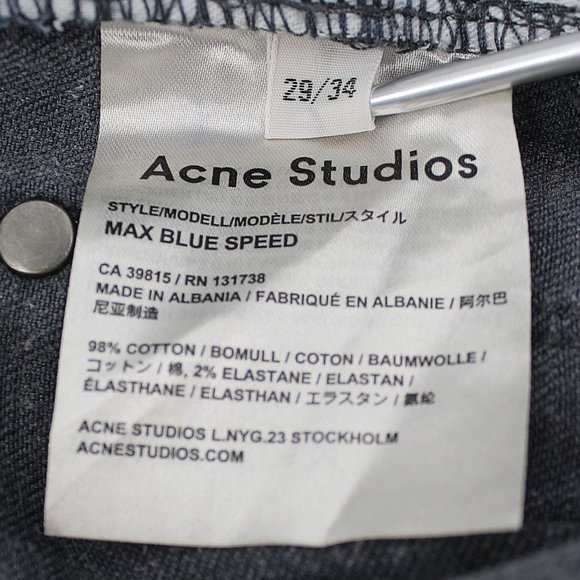 29/34
Acne Studios
STYLE/MODELL/MODÈLE/STIL/スタイル
MAX BLUE SPEED
CA 39815 / RN 131738
MADE IN ALBANIA / FABRIQUÉ EN ALBANIE / 阿尔巴
尼亚制造
98% COTTON / BOMULL / COTON / BAUMWOLLE /
コットン / 棉, 2% ELASTANE / ELASTAN /
ÉLASTHANE / ELASTHAN / エラスタン / 氨纶
ACNE STUDIOS L.NYG.23 STOCKHOLM
ACNESTUDIOS.COM